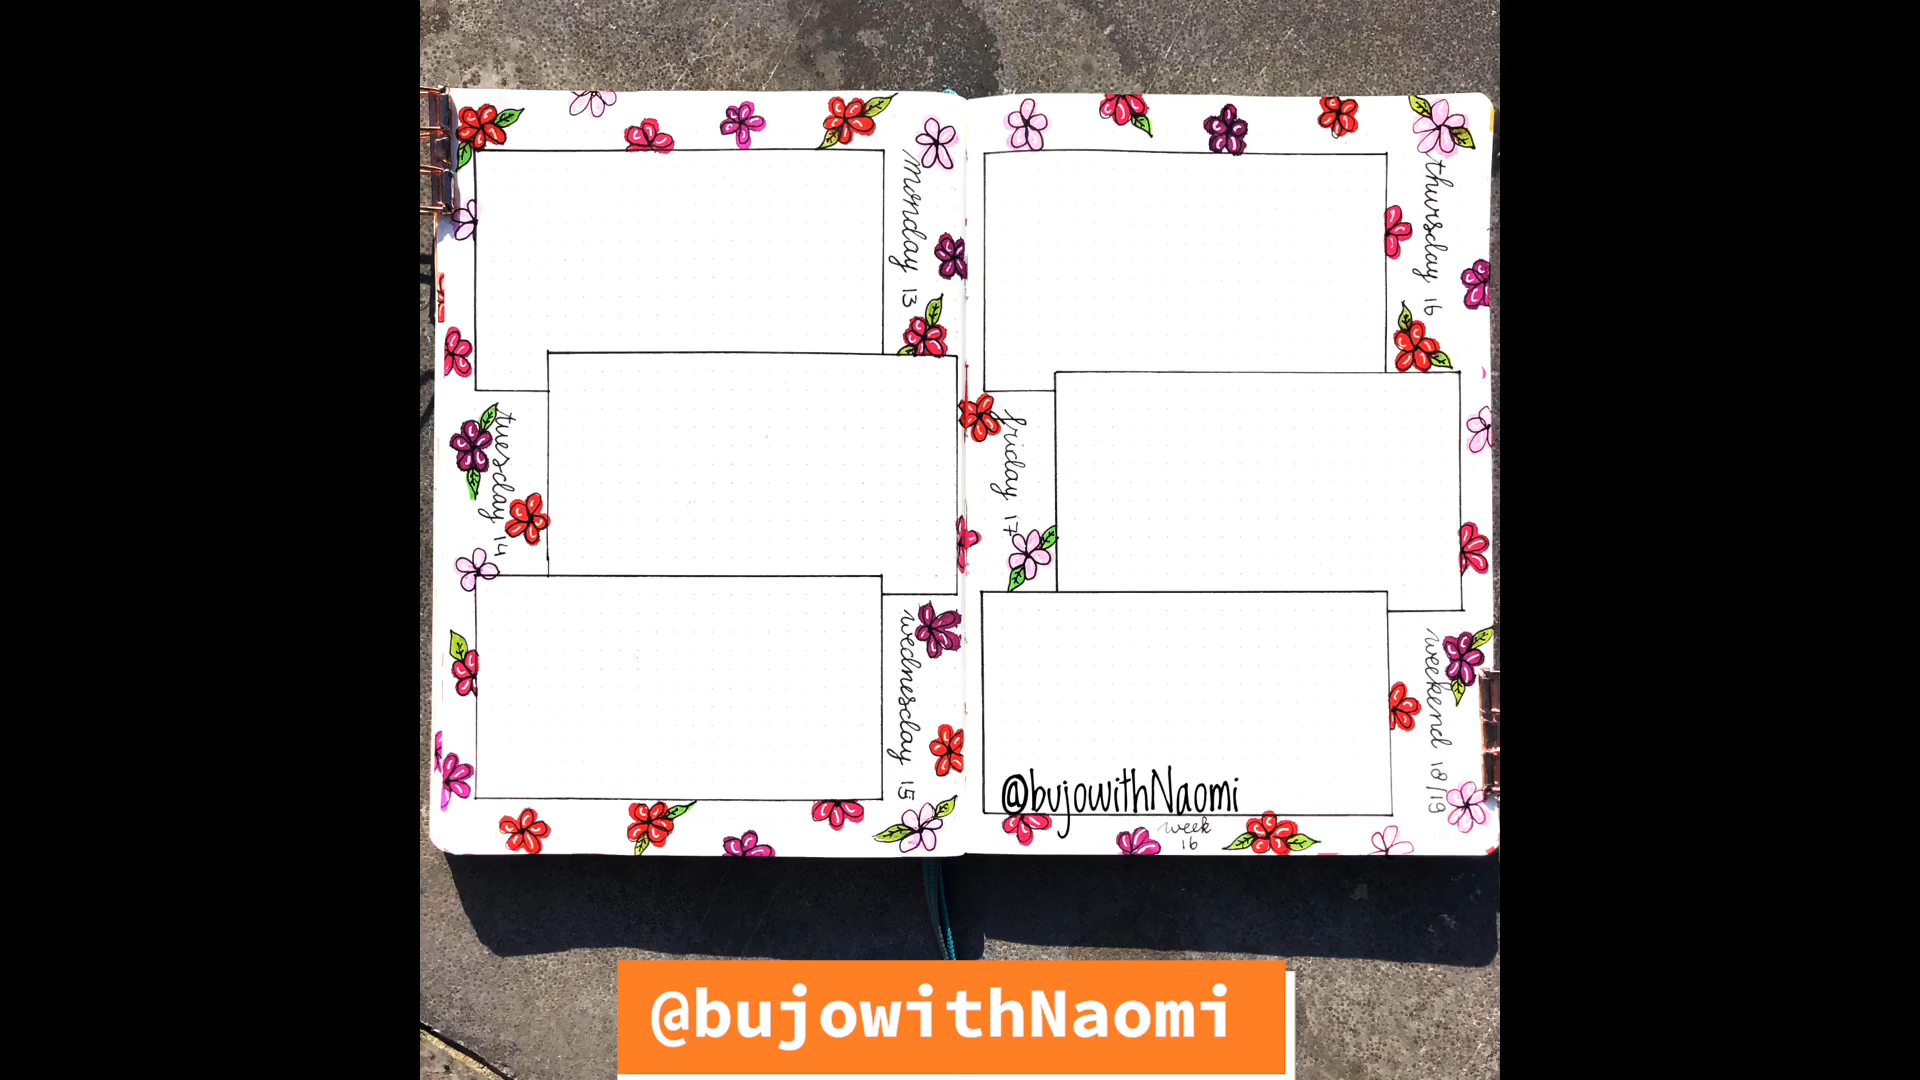 monday 13
tuesday 14
wednesday 15
thursday 16
friday 17
weekend 18/19
@bujowithNaomi
week
16
@bujowithNaomi